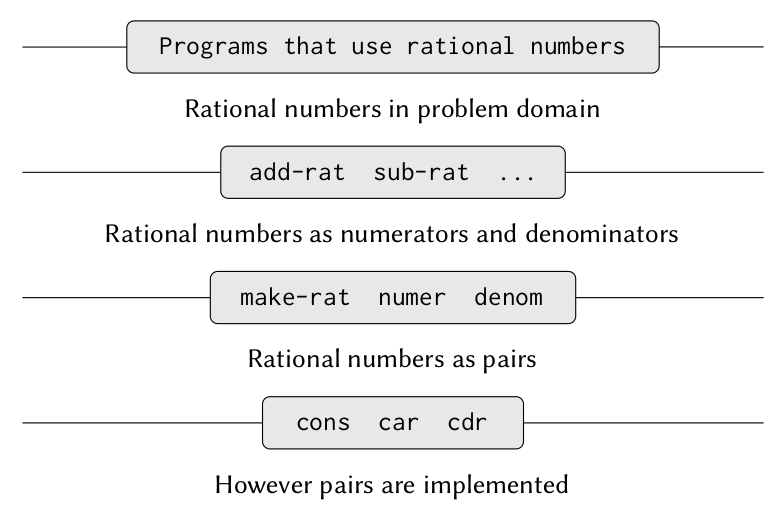 Programs that use rational numbers
Rational numbers in problem domain
add-rat sub-rat ...
Rational numbers as numerators and denominators
make-rat numer denom
Rational numbers as pairs
cons car cdr
However pairs are implemented